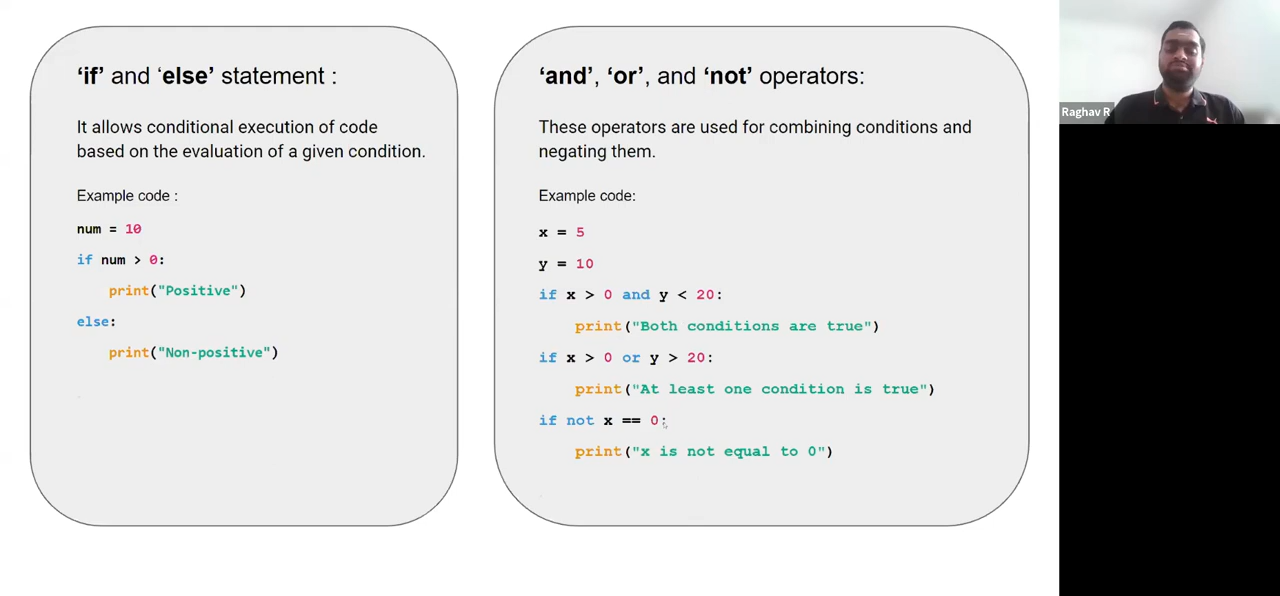 ‘if’ and ‘else’ statement :
It allows conditional execution of code
based on the evaluation of a given condition.
Example code :
num = 10
if num > 0:
    print("Positive")
else:
    print("Non-positive")
‘and’, ‘or’, and ‘not’ operators:
These operators are used for combining conditions and
negating them.
Example code:
x = 5
y = 10
if x > 0 and y < 20:
    print("Both conditions are true")
if x > 0 or y > 20:
    print("At least one condition is true")
if not x == 0:
    print("x is not equal to 0")
Raghav R